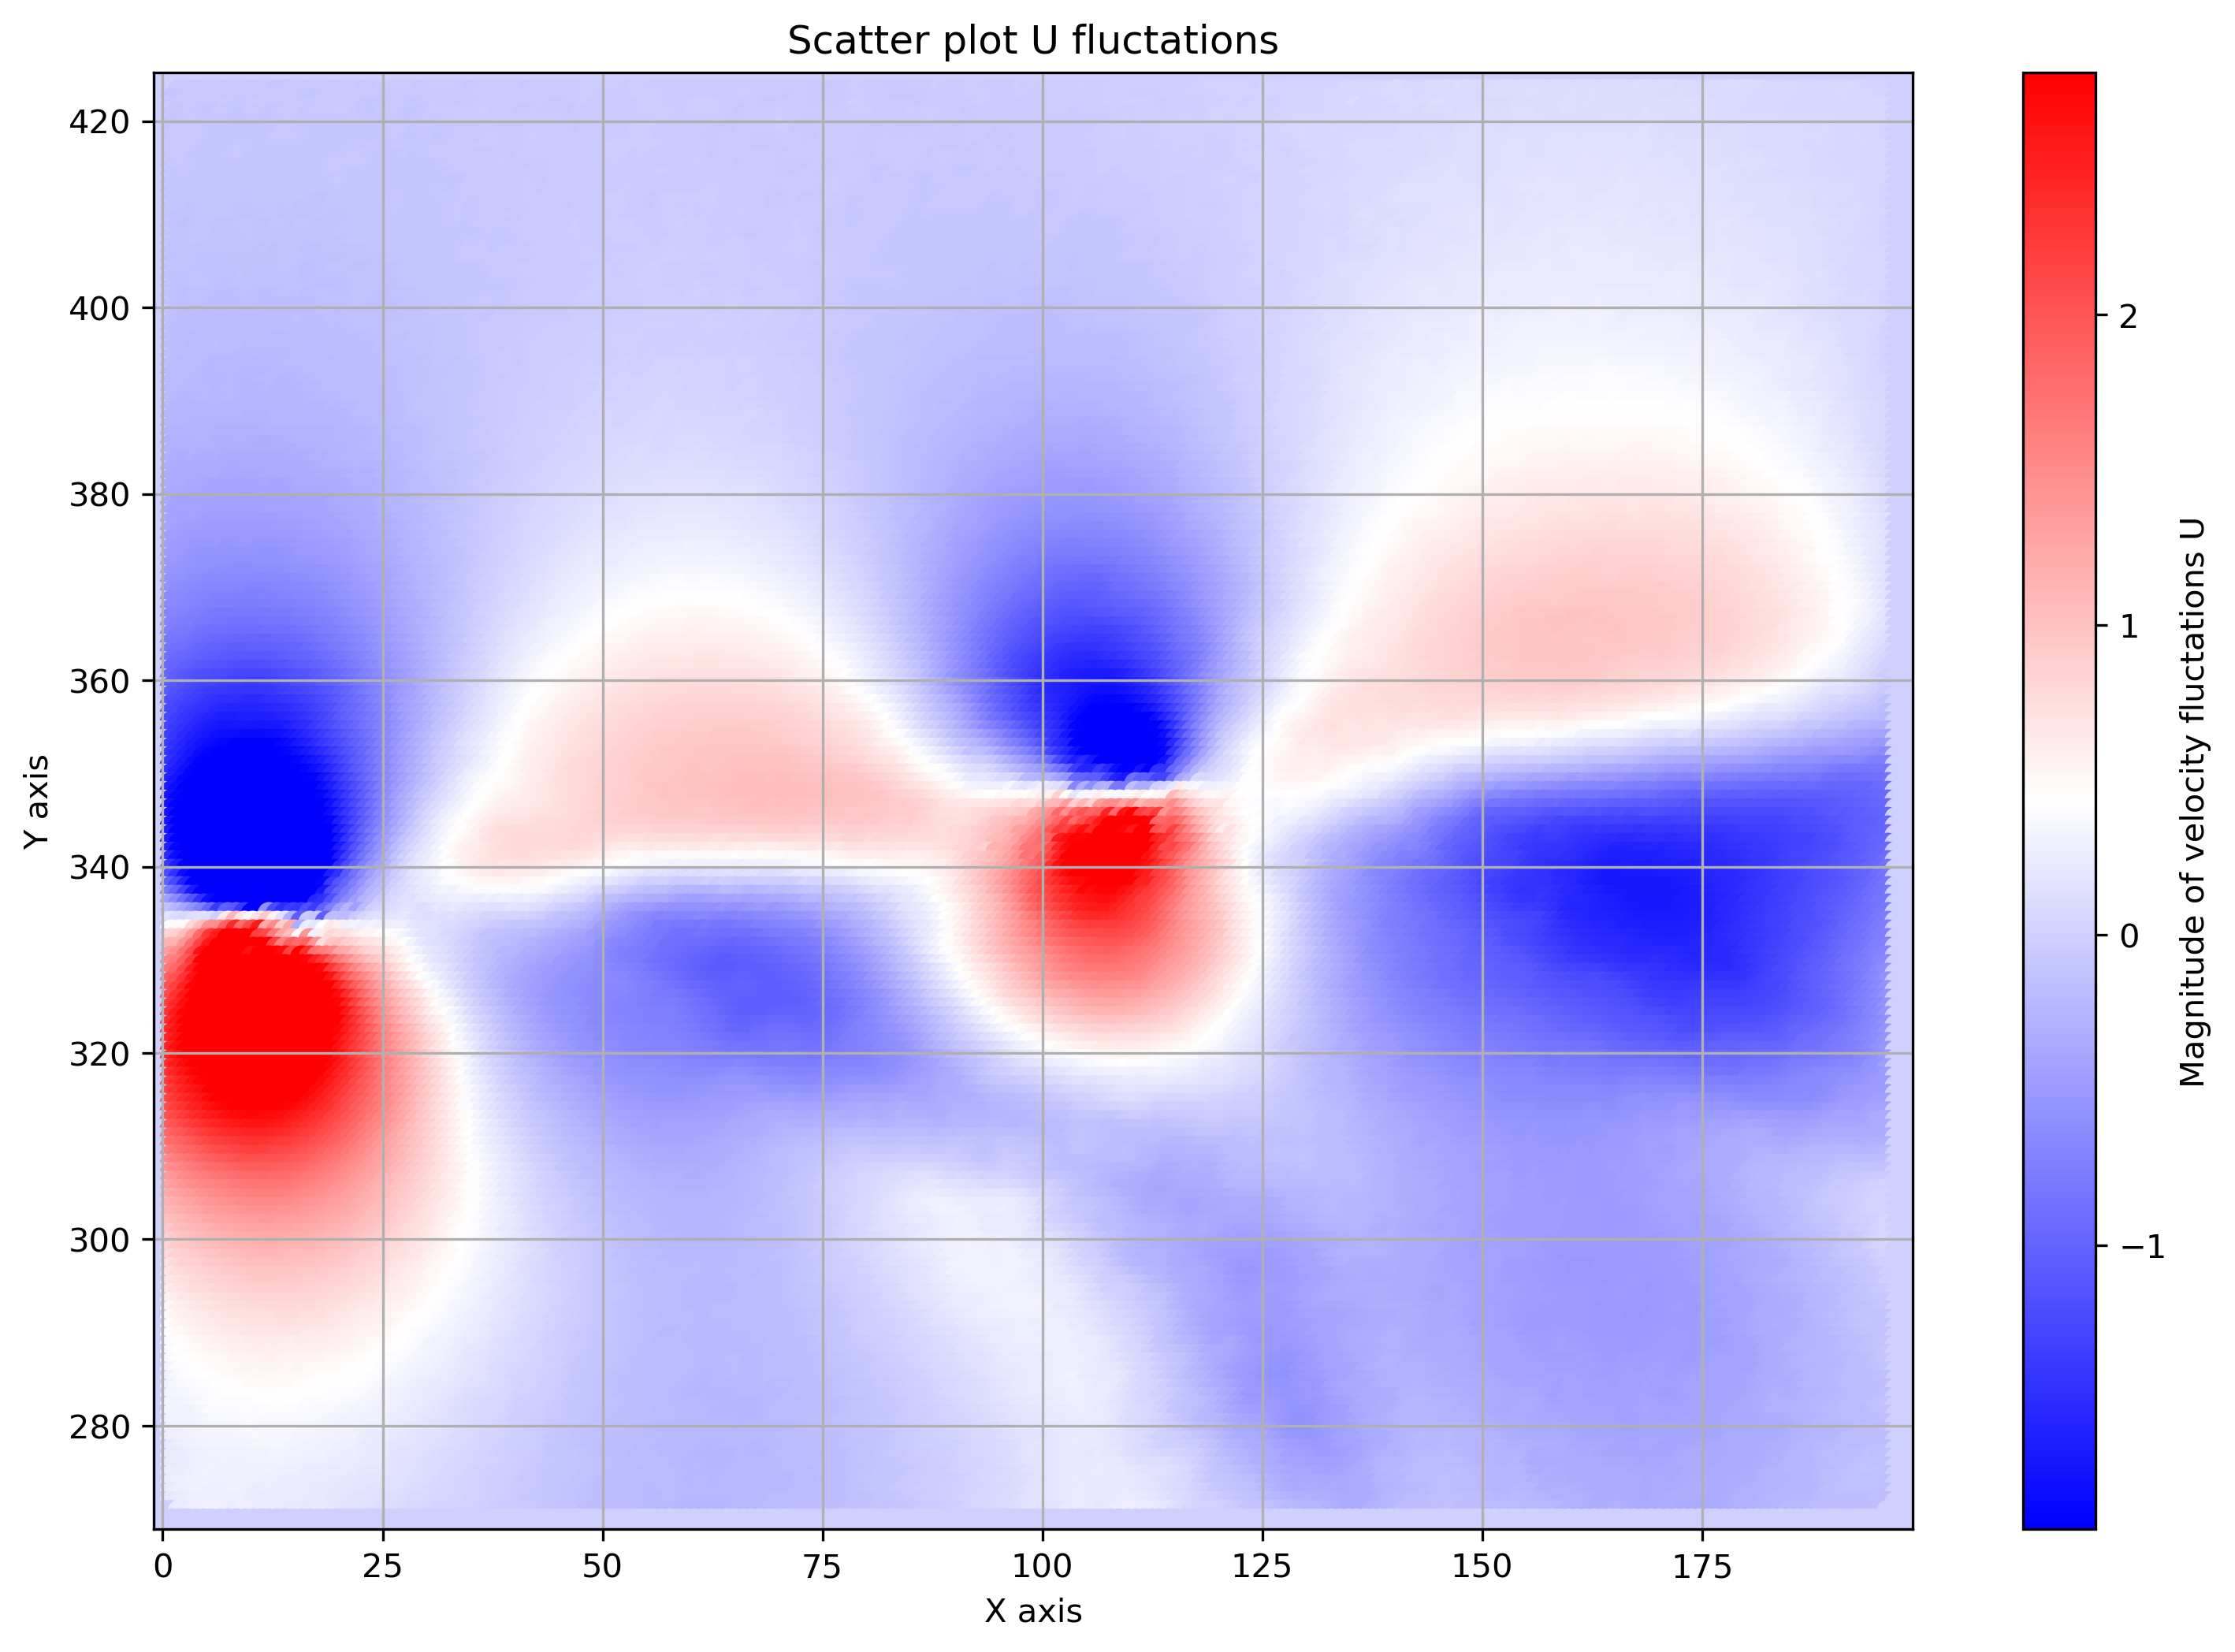 Scatter plot U fluctations
420
400
380
360
340
320
300
280
Y axis
0 25 50 75 100 125 150 175
X axis
2
1
0
−1
Magnitude of velocity fluctations U